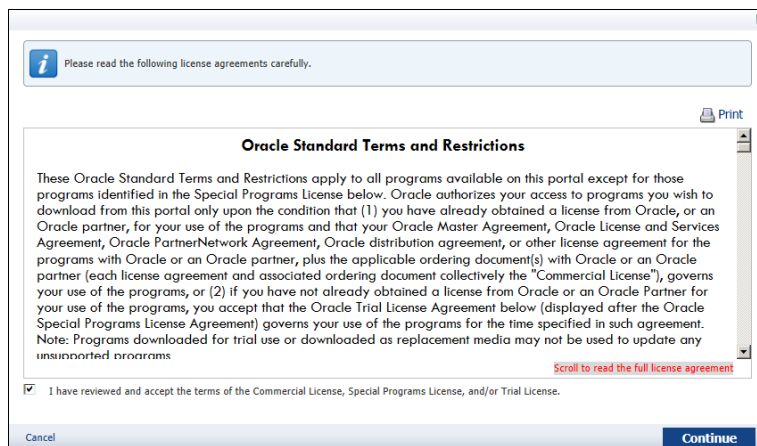 Please read the following license agreements carefully.
Print
Oracle Standard Terms and Restrictions
These Oracle Standard Terms and Restrictions apply to all programs available on this portal except for those
programs identified in the Special Programs License below. Oracle authorizes your access to programs you wish to
download from this portal only upon the condition that (1) you have already obtained a license from Oracle, or an
Oracle partner, for your use of the programs and that your Oracle Master Agreement, Oracle License and Services
Agreement, Oracle PartnerNetwork Agreement, Oracle distribution agreement, or other license agreement for the
programs with Oracle or an Oracle partner, plus the applicable ordering document(s) with Oracle or an Oracle
partner (each license agreement and associated ordering document collectively the "Commercial License"), governs
your use of the programs, or (2) if you have not already obtained a license from Oracle or an Oracle Partner for
your use of the programs, you accept that the Oracle Trial License Agreement below (displayed after the Oracle
Special Programs License Agreement) governs your use of the programs for the time specified in such agreement.
Note: Programs downloaded for trial use or downloaded as replacement media may not be used to update any
unsupported programs
Scroll to read the full license agreement
I have reviewed and accept the terms of the Commercial License, Special Programs License, and/or Trial License.
Cancel
Continue